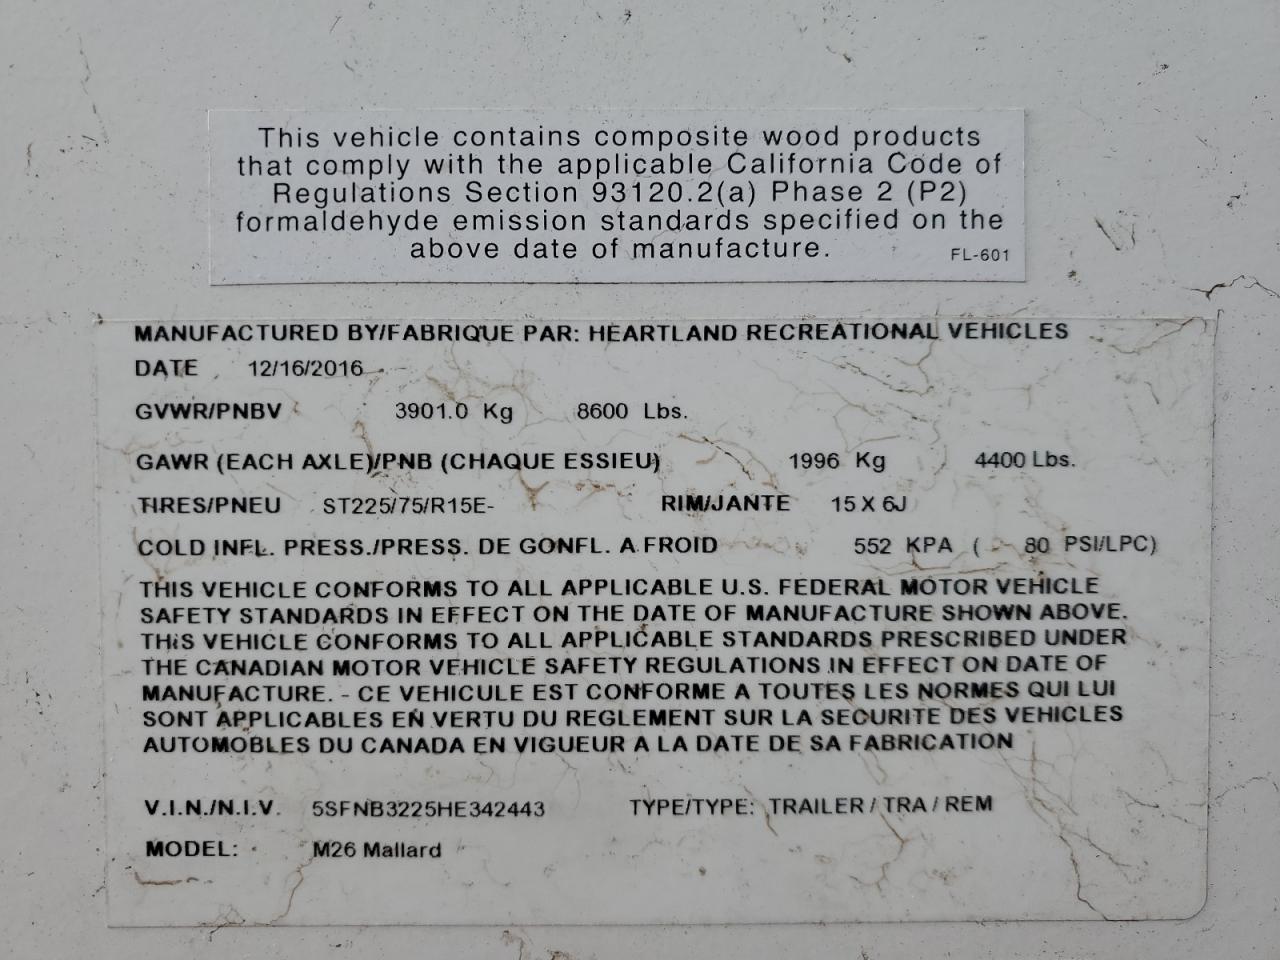 This vehicle contains composite wood products
that comply with the applicable California Code of
Regulations Section 93120.2(a) Phase 2 (P2)
formaldehyde emission standards specified on the
above date of manufacture.
FL-601
MANUFACTURED BY/FABRIQUE PAR: HEARTLAND RECREATIONAL VEHICLES
DATE 12/16/2016
GVWR/PNBV 3901.0 Kg 8600 Lbs.
GAWR (EACH AXLE)/PNB (CHAQUE ESSIEU) 1996 Kg 4400 Lbs.
TIRES/PNEU ST225/75/R15E- RIM/JANTE 15 X 6J
COLD INFL. PRESS./PRESS. DE GONFL. A FROID 552 KPA ( 80 PSI/LPC)
THIS VEHICLE CONFORMS TO ALL APPLICABLE U.S. FEDERAL MOTOR VEHICLE
SAFETY STANDARDS IN EFFECT ON THE DATE OF MANUFACTURE SHOWN ABOVE.
THIS VEHICLE CONFORMS TO ALL APPLICABLE STANDARDS PRESCRIBED UNDER
THE CANADIAN MOTOR VEHICLE SAFETY REGULATIONS IN EFFECT ON DATE OF
MANUFACTURE. - CE VEHICULE EST CONFORME A TOUTES LES NORMES QUI LUI
SONT APPLICABLES EN VERTU DU REGLEMENT SUR LA SECURITE DES VEHICLES
AUTOMOBLES DU CANADA EN VIGUEUR A LA DATE DE SA FABRICATION
V.I.N./N.I.V. 5SFNB3225HE342443 TYPE/TYPE: TRAILER / TRA / REM
MODEL: M26 Mallard